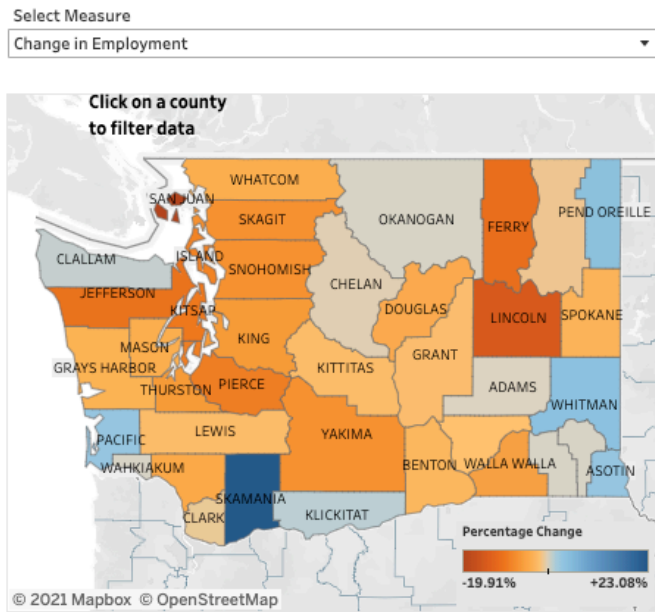 Select Measure
Change in Employment
Click on a county
to filter data
WHATCOM
SAN JUAN
SKAGIT
OKANOGAN
FERRY
PEND OREILLE
CLALLAM
ISLAND
SNOHOMISH
CHELAN
JEFFERSON
KITSAP
DOUGLAS
LINCOLN
SPOKANE
KING
MASON
GRAYS HARBOR
KITTITAS
GRANT
THURSTON
PIERCE
ADAMS
WHITMAN
PACIFIC
LEWIS
YAKIMA
WAHKIAKUM
BENTON
WALLA WALLA
ASOTIN
SKAMANIA
CLARK
KLICKITAT
Percentage Change
-19.91%
+23.08%
© 2021 Mapbox © OpenStreetMap